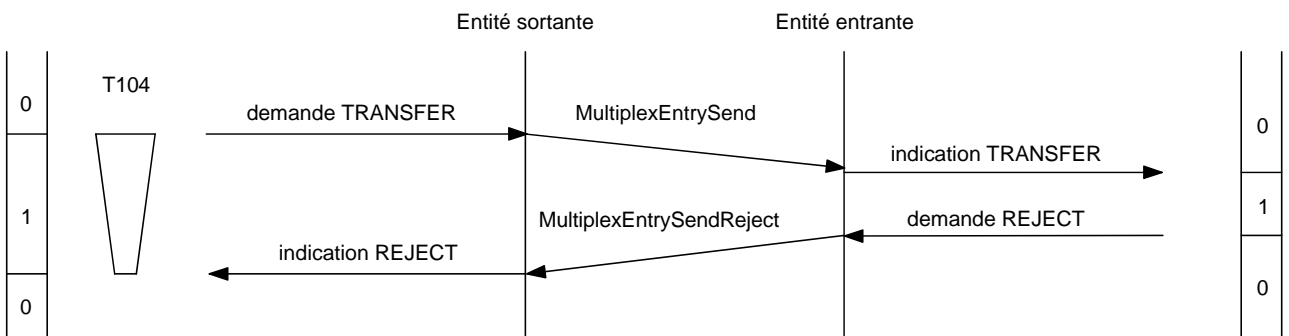 Entité sortante
Entité entrante
T104
0
demande TRANSFER
MultiplexEntrySend
0
indication TRANSFER
1
MultiplexEntrySendReject
demande REJECT
1
indication REJECT
0
0